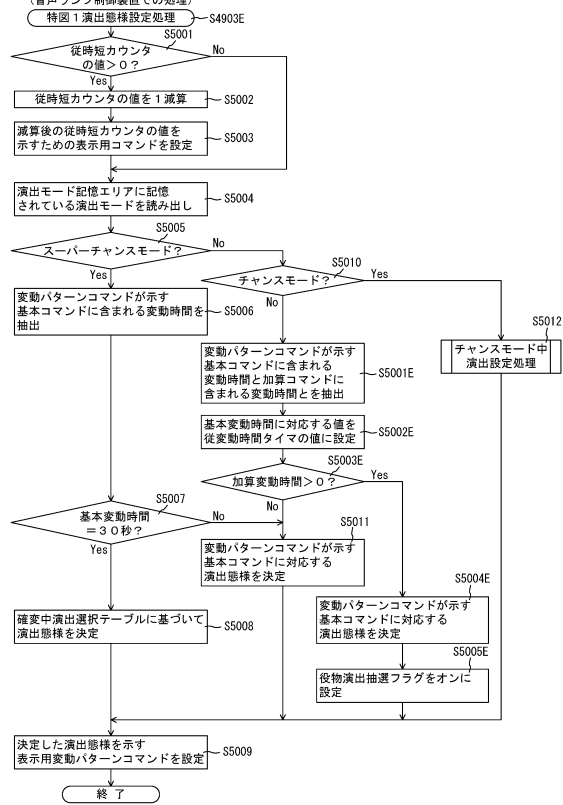 (音声ランプ制御装置での処理)
特図１演出態様設定処理
S4903E
S5001
従時短カウンタ
の値＞０？
No
Yes
従時短カウンタの値を１減算
S5002
減算後の従時短カウンタの値を
示すための表示用コマンドを設定
S5003
演出モード記憶エリアに記憶
されている演出モードを読み出し
S5004
S5005
スーパーチャンスモード？
No
Yes
S5010
チャンスモード？
Yes
No
変動パターンコマンドが示す
基本コマンドに含まれる変動時間を
抽出
S5006
S5012
チャンスモード中
演出設定処理
変動パターンコマンドが示す
基本コマンドに含まれる
変動時間と加算コマンドに
含まれる変動時間とを抽出
S5001E
基本変動時間に対応する値を
従変動時間タイマの値に設定
S5002E
S5003E
加算変動時間＞０？
Yes
No
S5007
基本変動時間
＝３０秒？
No
Yes
S5011
変動パターンコマンドが示す
基本コマンドに対応する
演出態様を決定
S5004E
変動パターンコマンドが示す
基本コマンドに対応する
演出態様を決定
確変中演出選択テーブルに基づいて
演出態様を決定
S5008
S5005E
役物演出抽選フラグをオンに
設定
決定した演出態様を示す
表示用変動パターンコマンドを設定
S5009
終 了